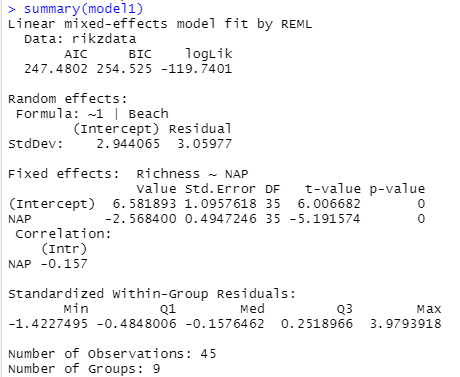 > summary(model1)
Linear mixed-effects model fit by REML
Data: rikzdata
AIC BIC logLik
247.4802 254.525 -119.7401
Random effects:
Formula: ~1 | Beach
(Intercept) Residual
StdDev: 2.944065 3.05977
Fixed effects: Richness ~ NAP
Value Std.Error DF t-value p-value
(Intercept) 6.581893 1.0957618 35 6.006682 0
NAP -2.568400 0.4947246 35 -5.191574 0
Correlation:
(Intr)
NAP -0.157
Standardized Within-Group Residuals:
Min Q1 Med Q3 Max
-1.4227495 -0.4848006 -0.1576462 0.2518966 3.9793918
Number of Observations: 45
Number of Groups: 9